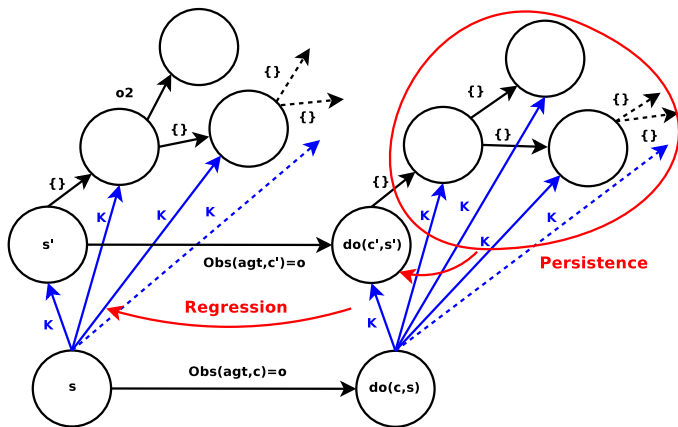 {}
{}
{}
o2
{}
{}
{}
{}
{}
{}
{}
K
K
K
K
K
K
K
s'
Obs(agt,c')=o
do(c',s')
Persistence
Regression
K
K
Obs(agt,c)=o
s
do(c,s)